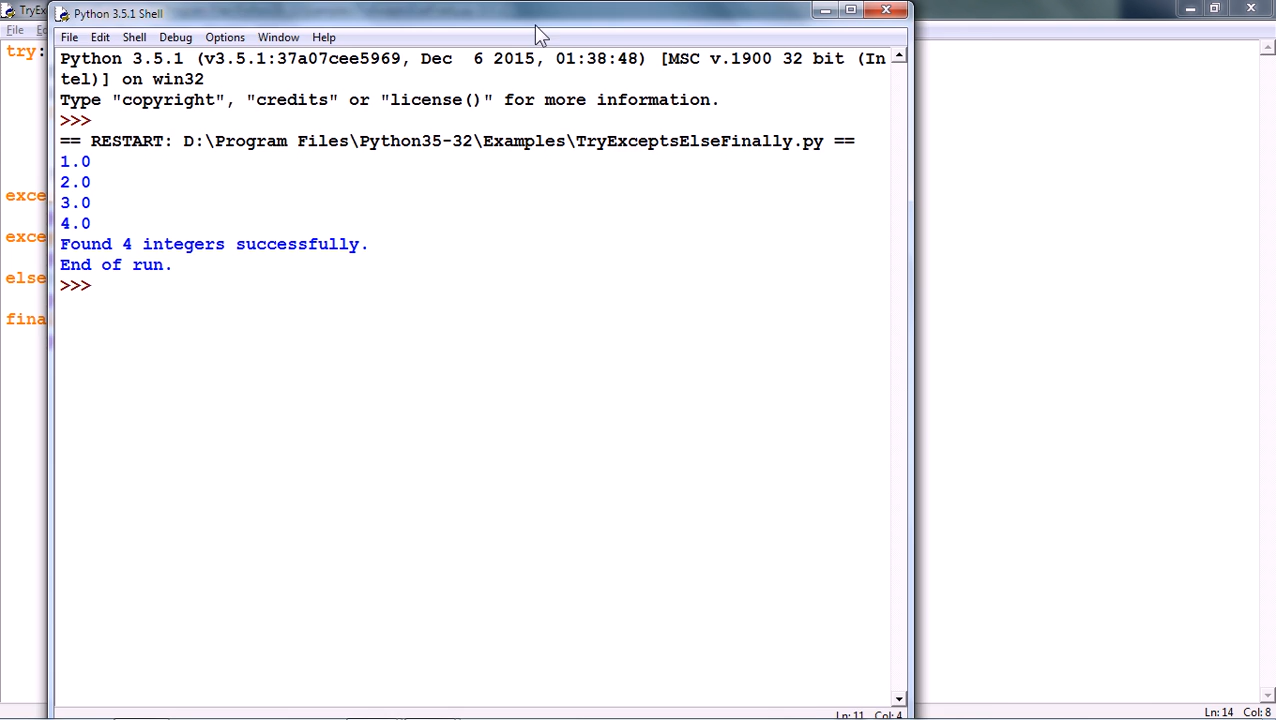 TryEx
Python 3.5.1 Shell
File
File Edit Shell Debug Options Window Help
try:
Python 3.5.1 (v3.5.1:37a07cee5969, Dec  6 2015, 01:38:48) [MSC v.1900 32 bit (In
tel)] on win32
Type "copyright", "credits" or "license()" for more information.
>>>
== RESTART: D:\Program Files\Python35-32\Examples\TryExceptsElseFinally.py ==
1.0
2.0
exce
3.0
4.0
exce
Found 4 integers successfully.
End of run.
else
>>>
fina
Ln:11 Col:4
Ln:14 Col:8